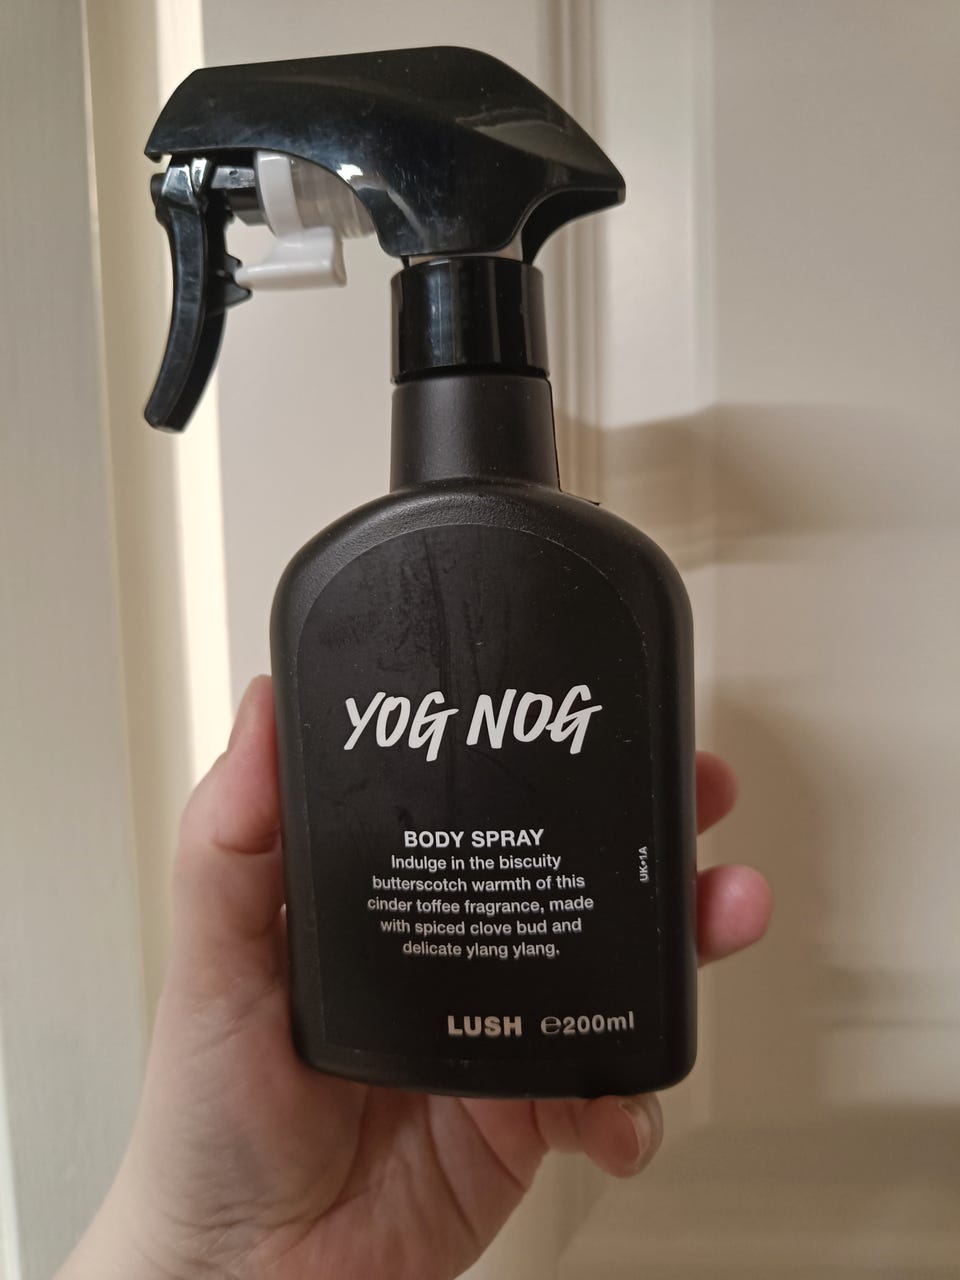 YOG NOG
BODY SPRAY
Indulge in the biscuity
butterscotch warmth of this
cinder toffee fragrance, made
with spiced clove bud and
delicate ylang ylang.
UK•1A
LUSH ℮200ml